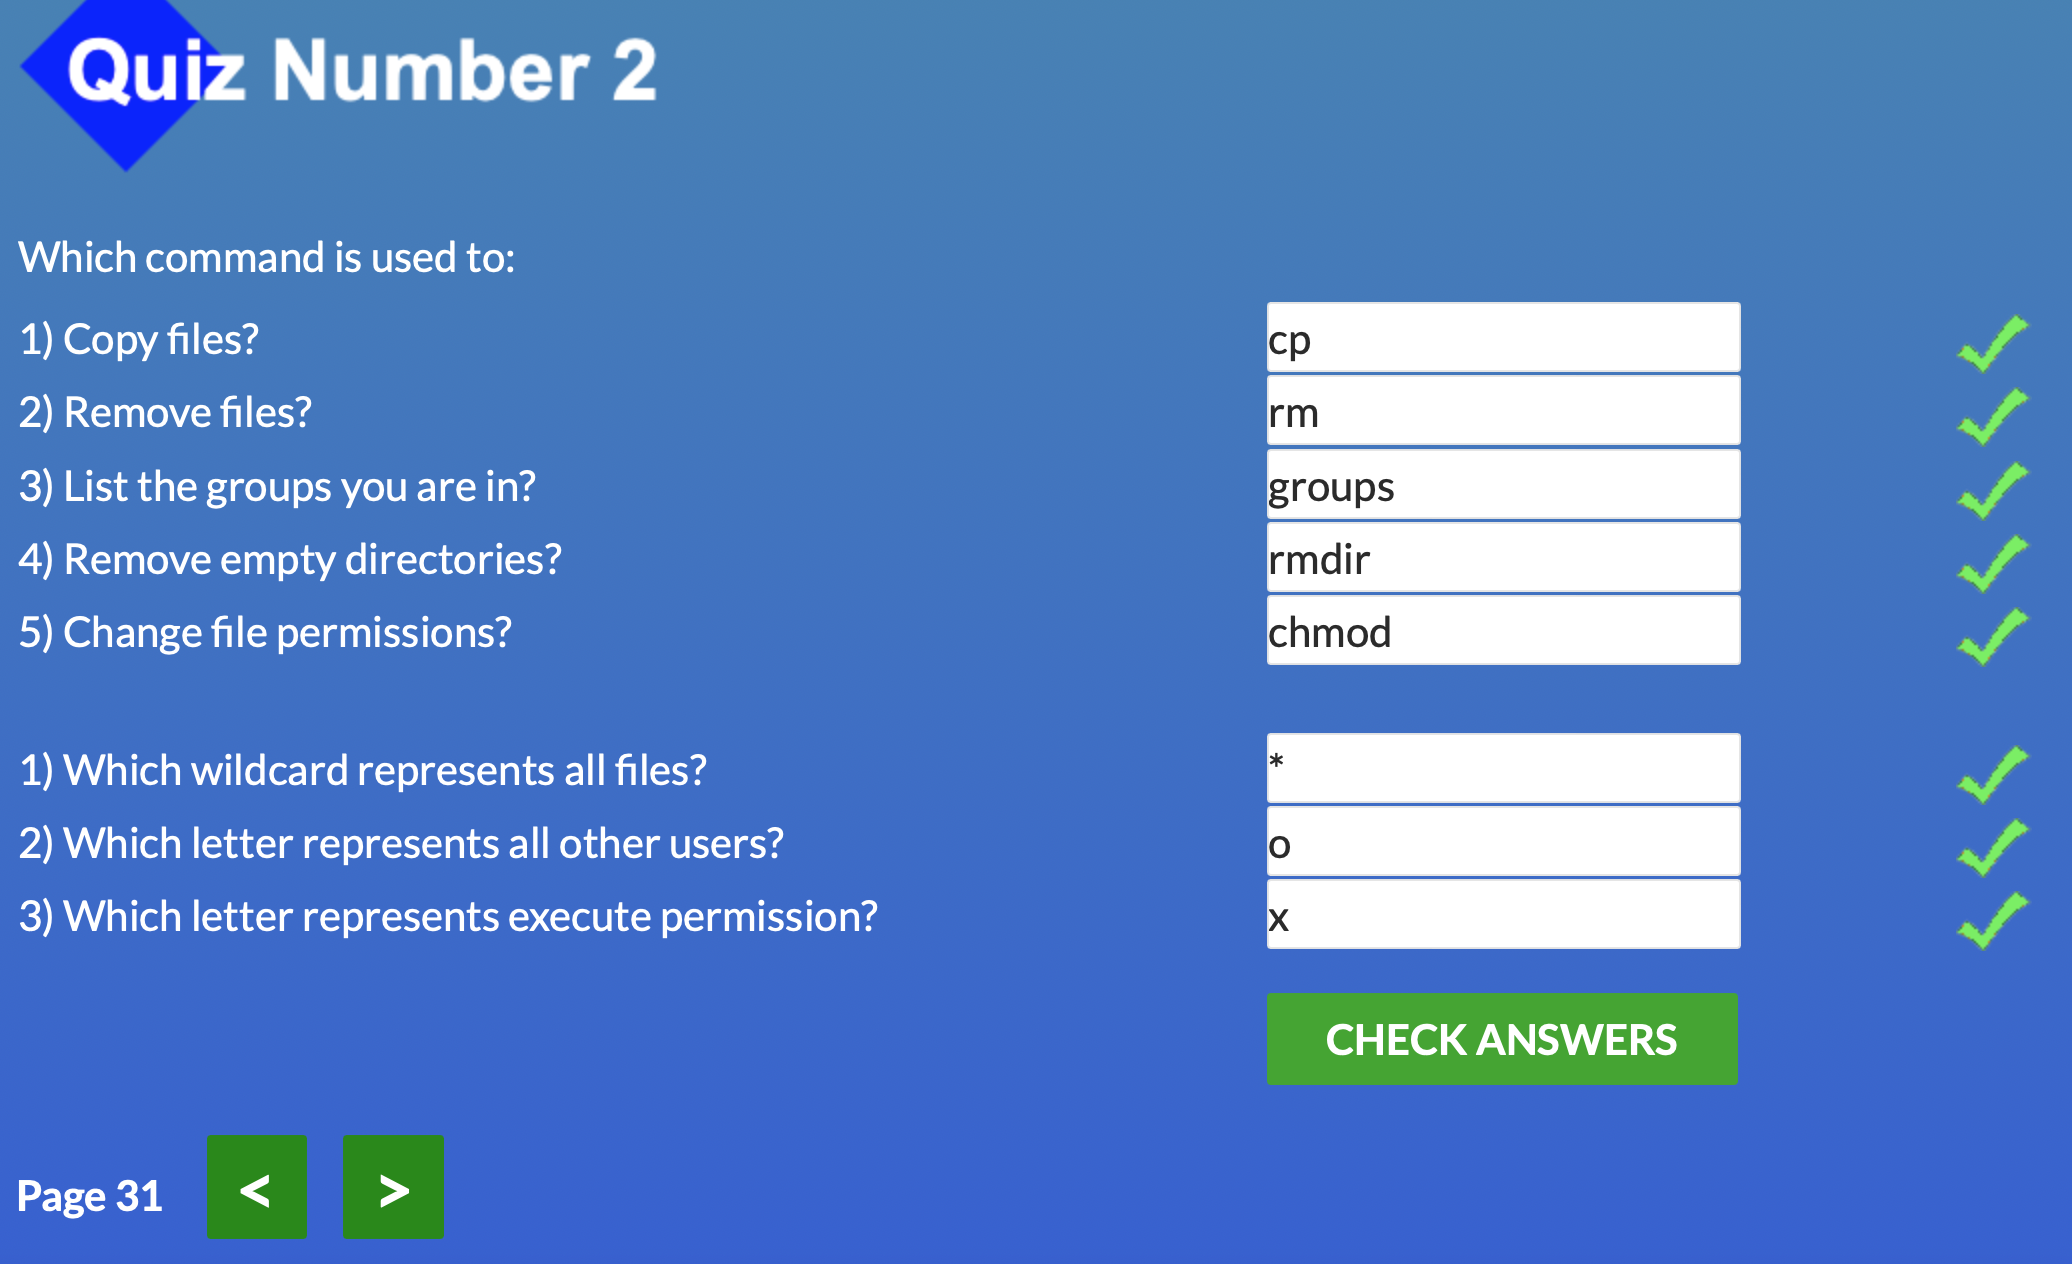 Quiz Number 2
Which command is used to:
1) Copy files? cp
2) Remove files? rm
3) List the groups you are in? groups
4) Remove empty directories? rmdir
5) Change file permissions? chmod
1) Which wildcard represents all files? *
2) Which letter represents all other users? o
3) Which letter represents execute permission? x
CHECK ANSWERS
Page 31 < >